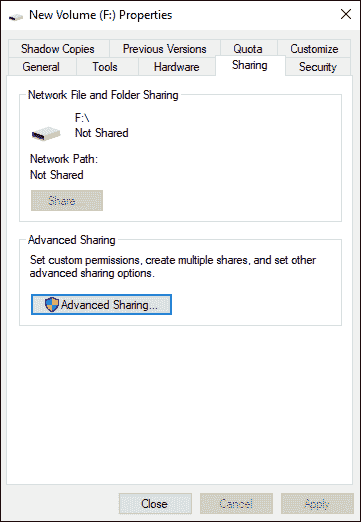 New Volume (F:) Properties
Shadow Copies Previous Versions Quota Customize
General Tools Hardware Sharing Security
Network File and Folder Sharing
F:\
Not Shared
Network Path:
Not Shared
Share...
Advanced Sharing
Set custom permissions, create multiple shares, and set other
advanced sharing options.
Advanced Sharing...
Close Cancel Apply